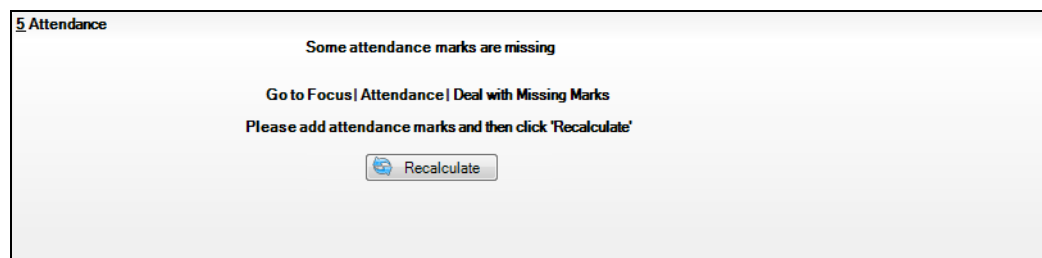 5 Attendance
Some attendance marks are missing
Go to Focus| Attendance| Deal with Missing Marks
Please add attendance marks and then click 'Recalculate'
Recalculate